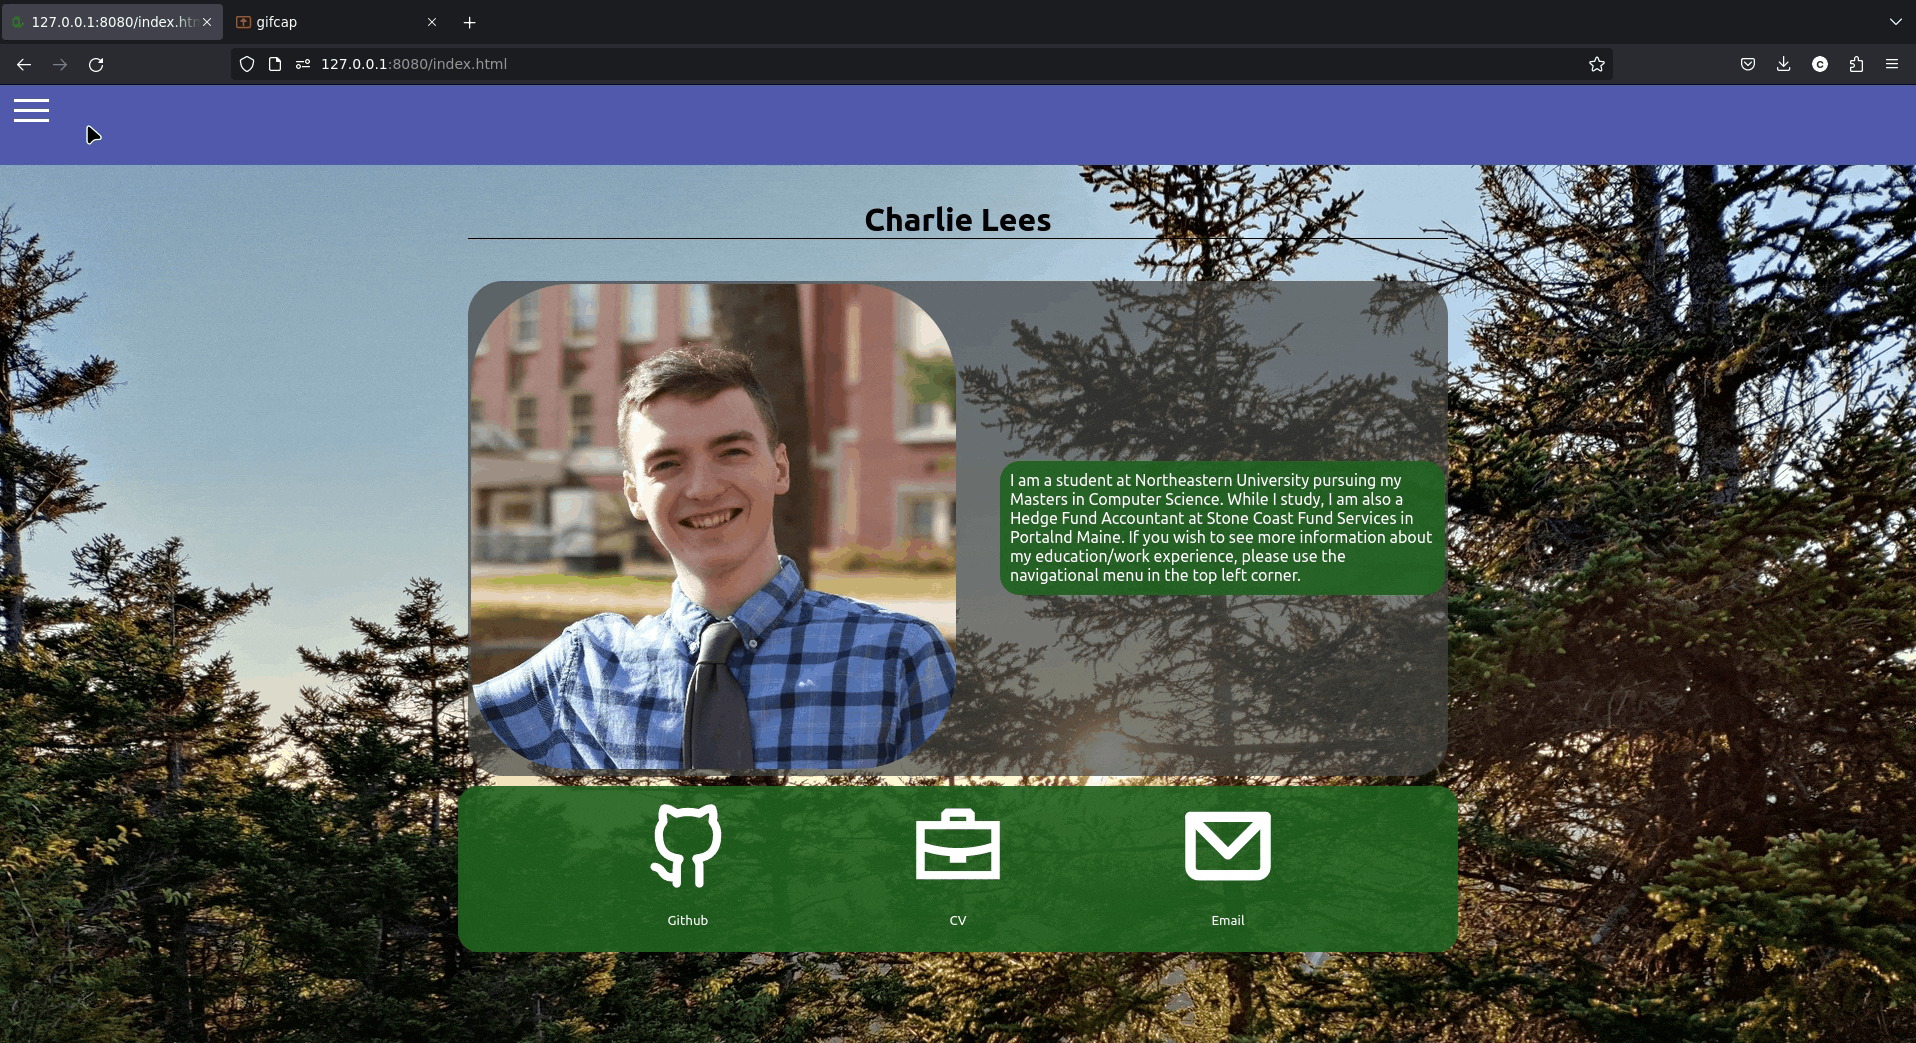 127.0.0.1:8080/index.htm
gifcap
127.0.0.1:8080/index.html
Charlie Lees
I am a student at Northeastern University pursuing my
Masters in Computer Science. While I study, I am also a
Hedge Fund Accountant at Stone Coast Fund Services in
Portalnd Maine. If you wish to see more information about
my education/work experience, please use the
navigational menu in the top left corner.
Github
CV
Email